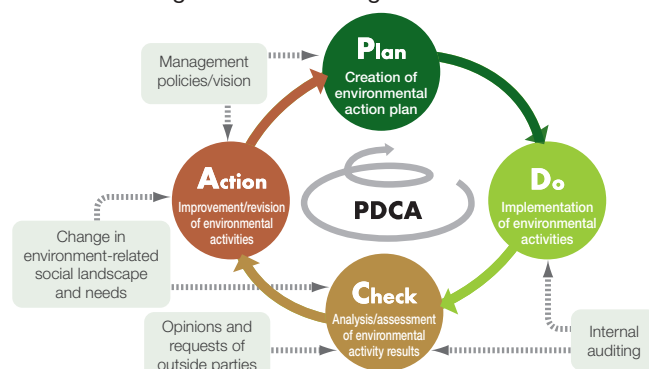 Plan
Creation of
environmental
action plan
Management
policies/vision
Action
Improvement/revision
of environmental
activities
PDCA
Do
Implementation
of environmental
activities
Change in
environment-related
social landscape
and needs
Check
Analysis/assessment
of environmental
activity results
Opinions and
requests of
outside parties
Internal
auditing